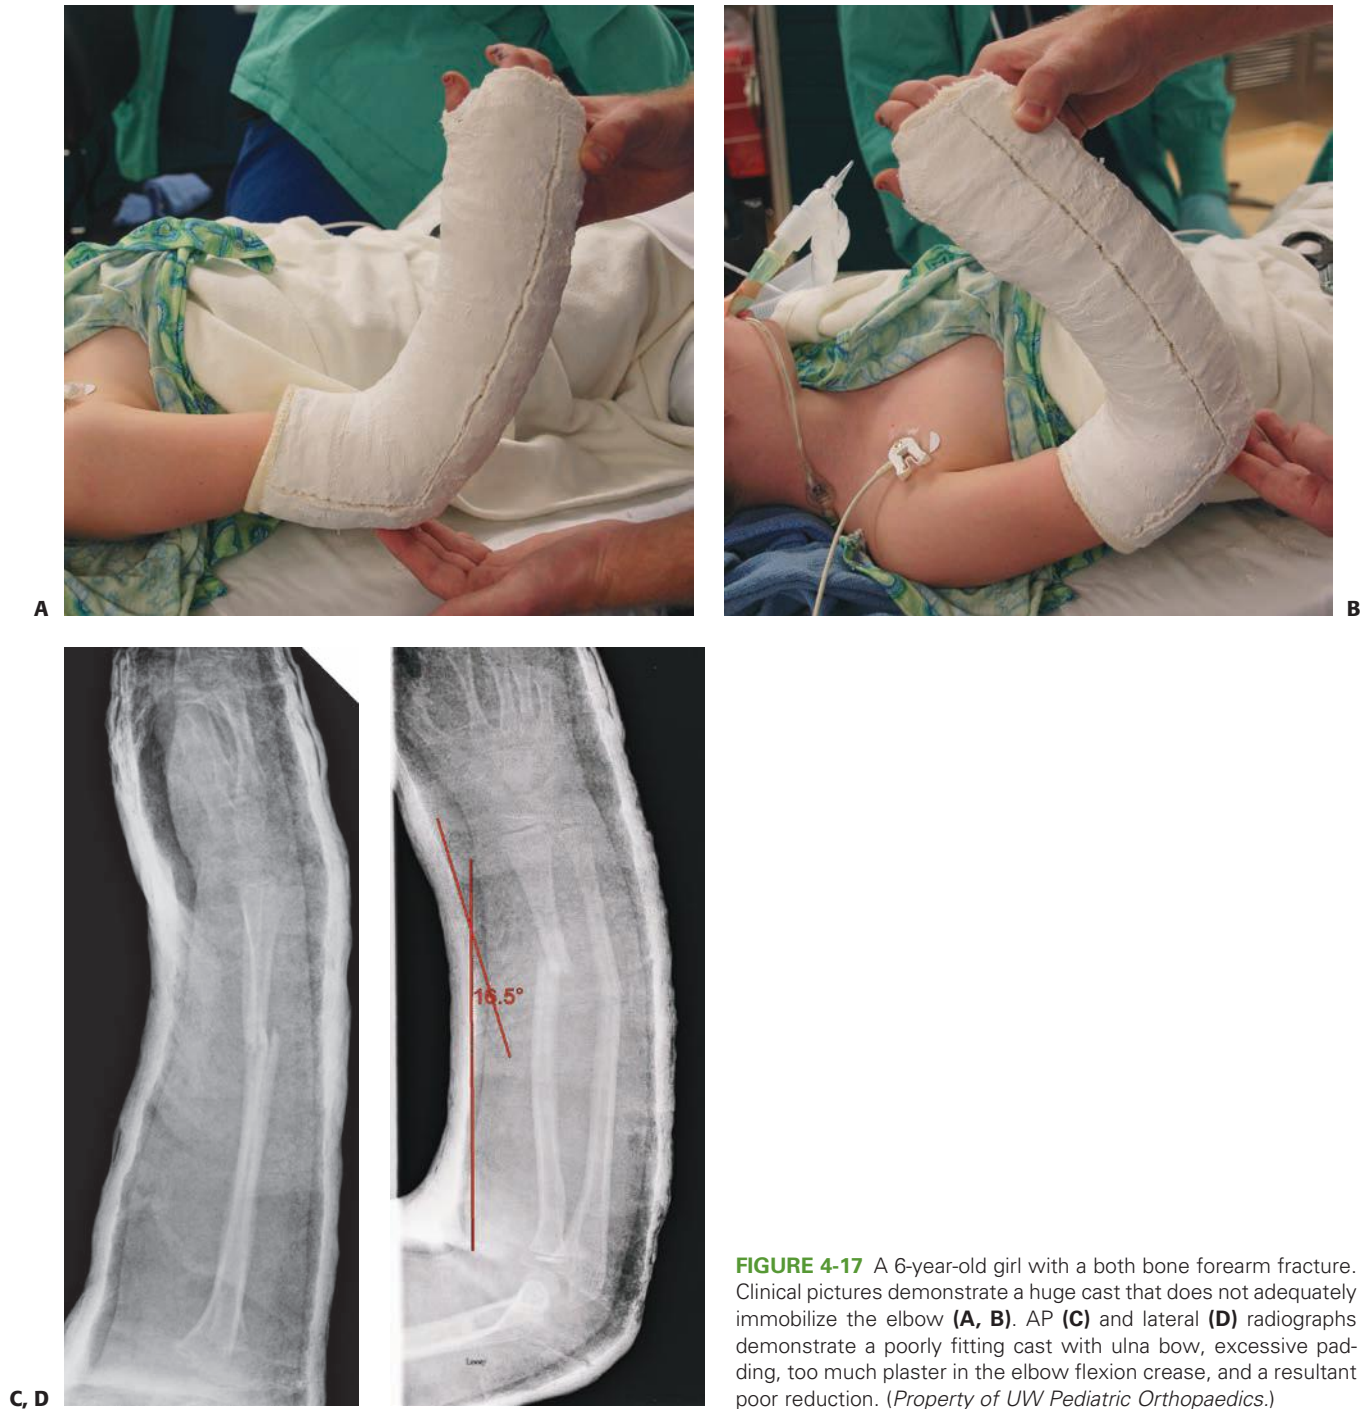 A
B
16.5°
C, D
FIGURE 4-17 A 6-year-old girl with a both bone forearm fracture.
Clinical pictures demonstrate a huge cast that does not adequately
immobilize the elbow (A, B). AP (C) and lateral (D) radiographs
demonstrate a poorly fitting cast with ulna bow, excessive pad-
ding, too much plaster in the elbow flexion crease, and a resultant
poor reduction. (Property of UW Pediatric Orthopaedics.)